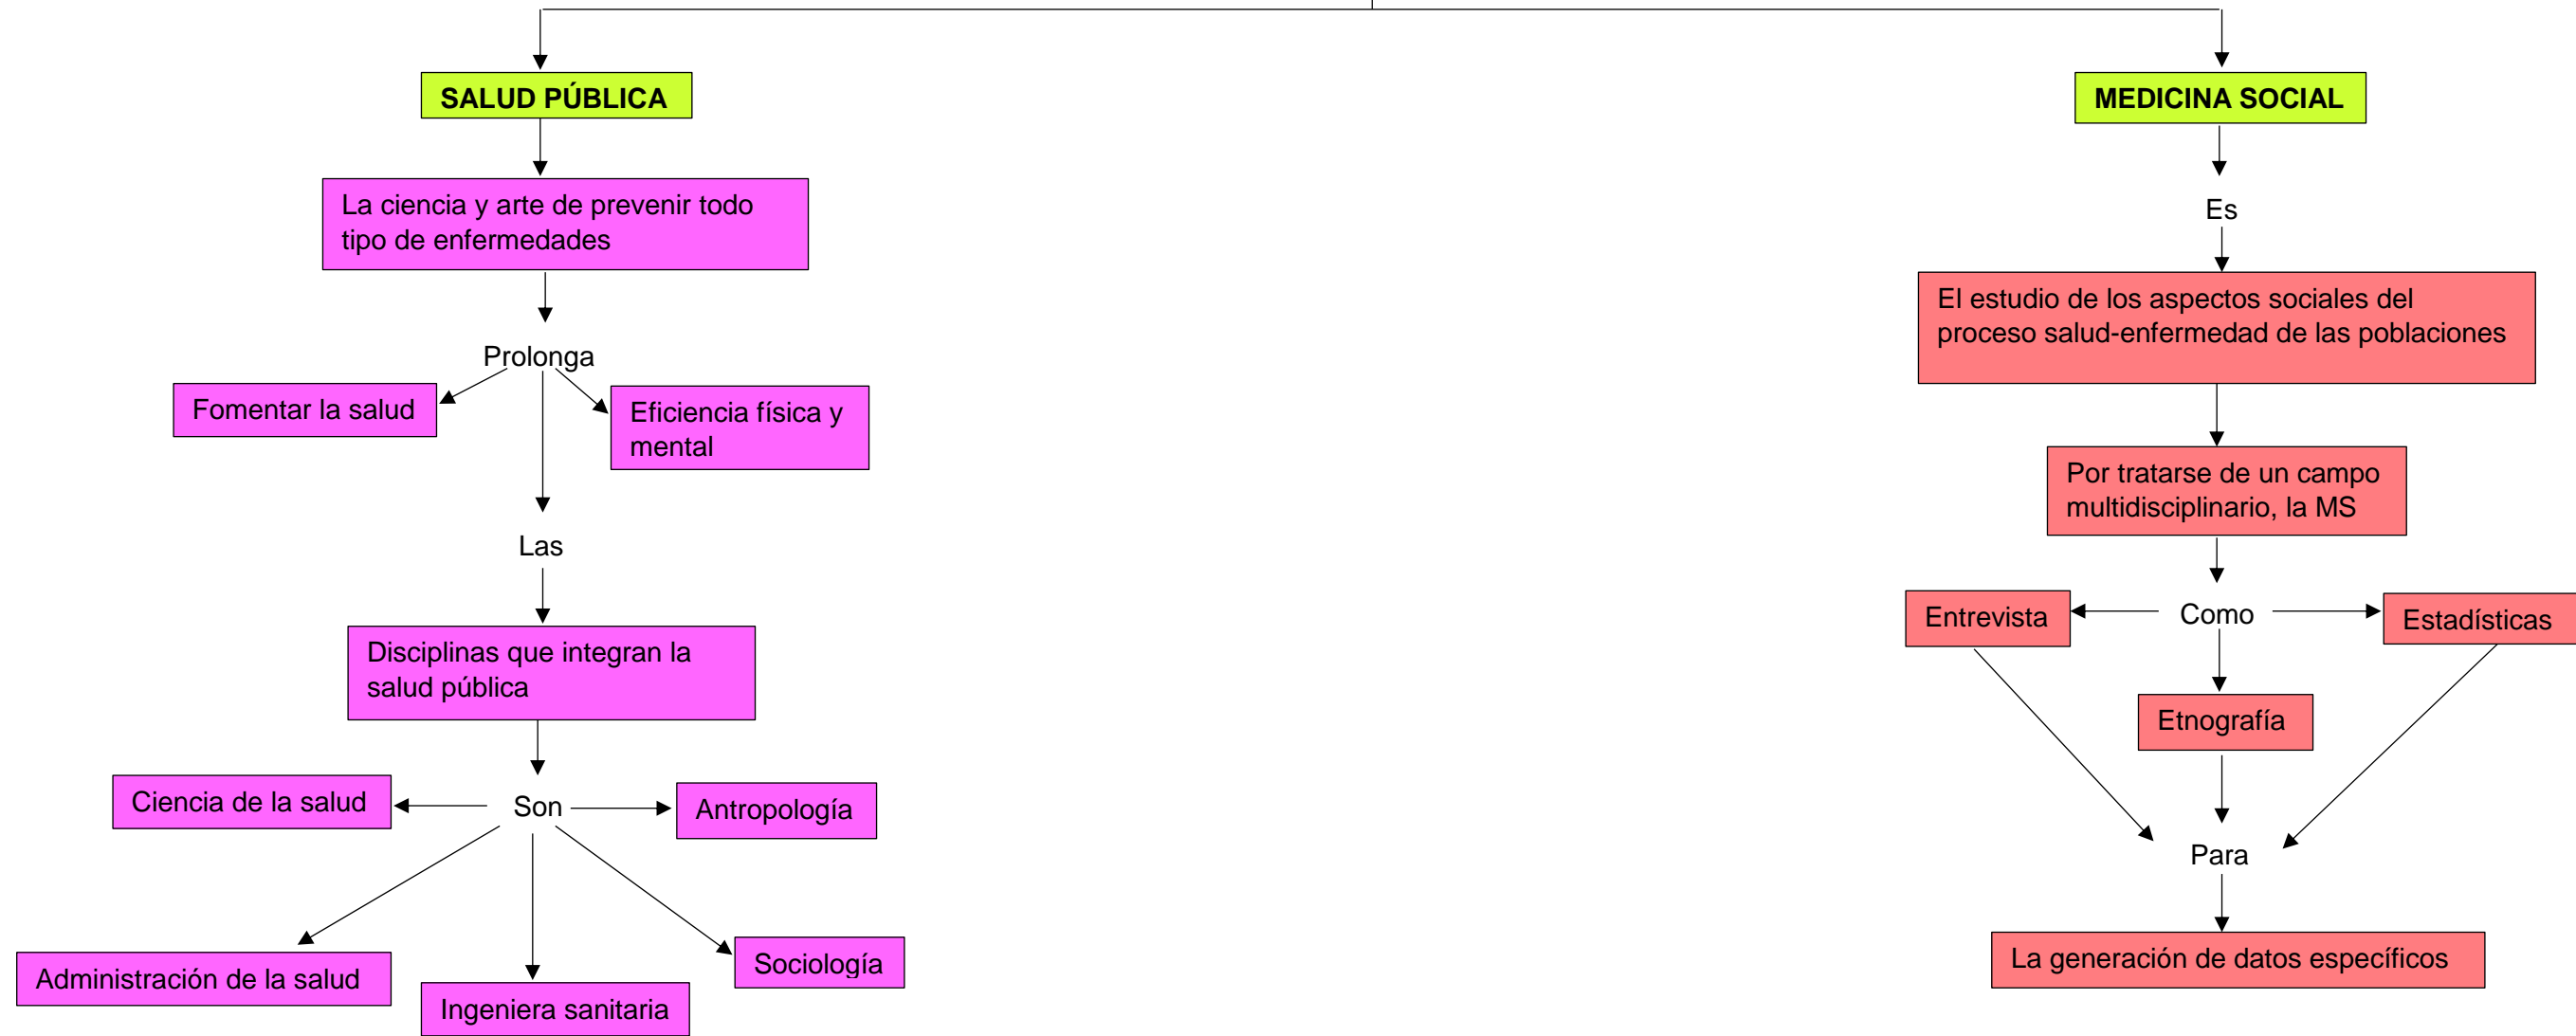 SALUD PÚBLICA
La ciencia y arte de prevenir todo
tipo de enfermedades
Prolonga
Fomentar la salud
Eficiencia física y
mental
Las
Disciplinas que integran la
salud pública
Ciencia de la salud
Son
Antropología
Administración de la salud
Ingeniera sanitaria
Sociología
MEDICINA SOCIAL
Es
El estudio de los aspectos sociales del
proceso salud-enfermedad de las poblaciones
Por tratarse de un campo
multidisciplinario, la MS
Entrevista
Como
Estadísticas
Etnografía
Para
La generación de datos específicos